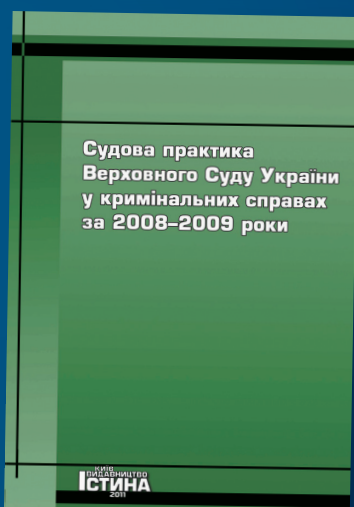 Судова практика
Верховного Суду України
у кримінальних справах
за 2008–2009 роки
КИЇВ
ВИДАВНИЦТВО
ІСТИНА
2011